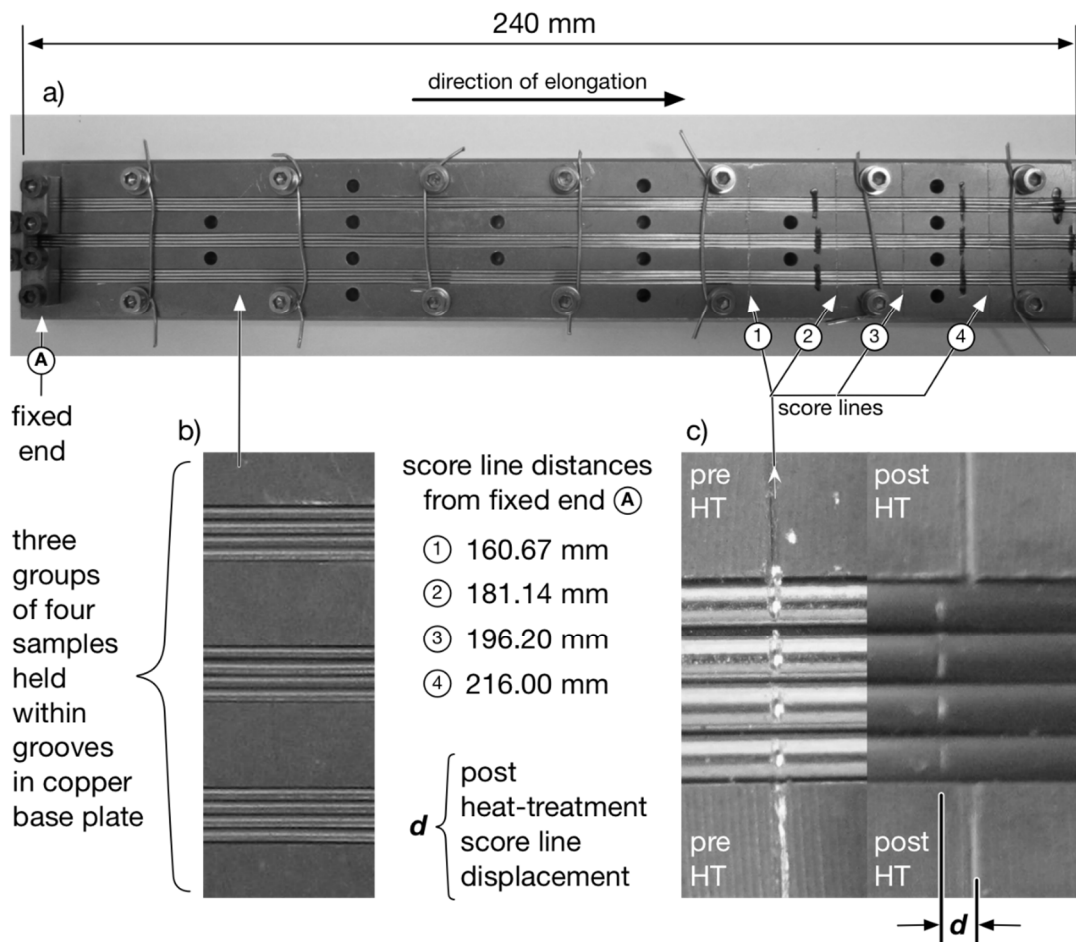 240 mm
direction of elongation
a)
A
1
2
3
4
score lines
fixed
end
b)
c)
three
groups
of four
samples
held
within
grooves
in copper
base plate
score line distances
from fixed end A
1 160.67 mm
2 181.14 mm
3 196.20 mm
4 216.00 mm
d
post
heat-treatment
score line
displacement
pre
HT
post
HT
pre
HT
post
HT
d